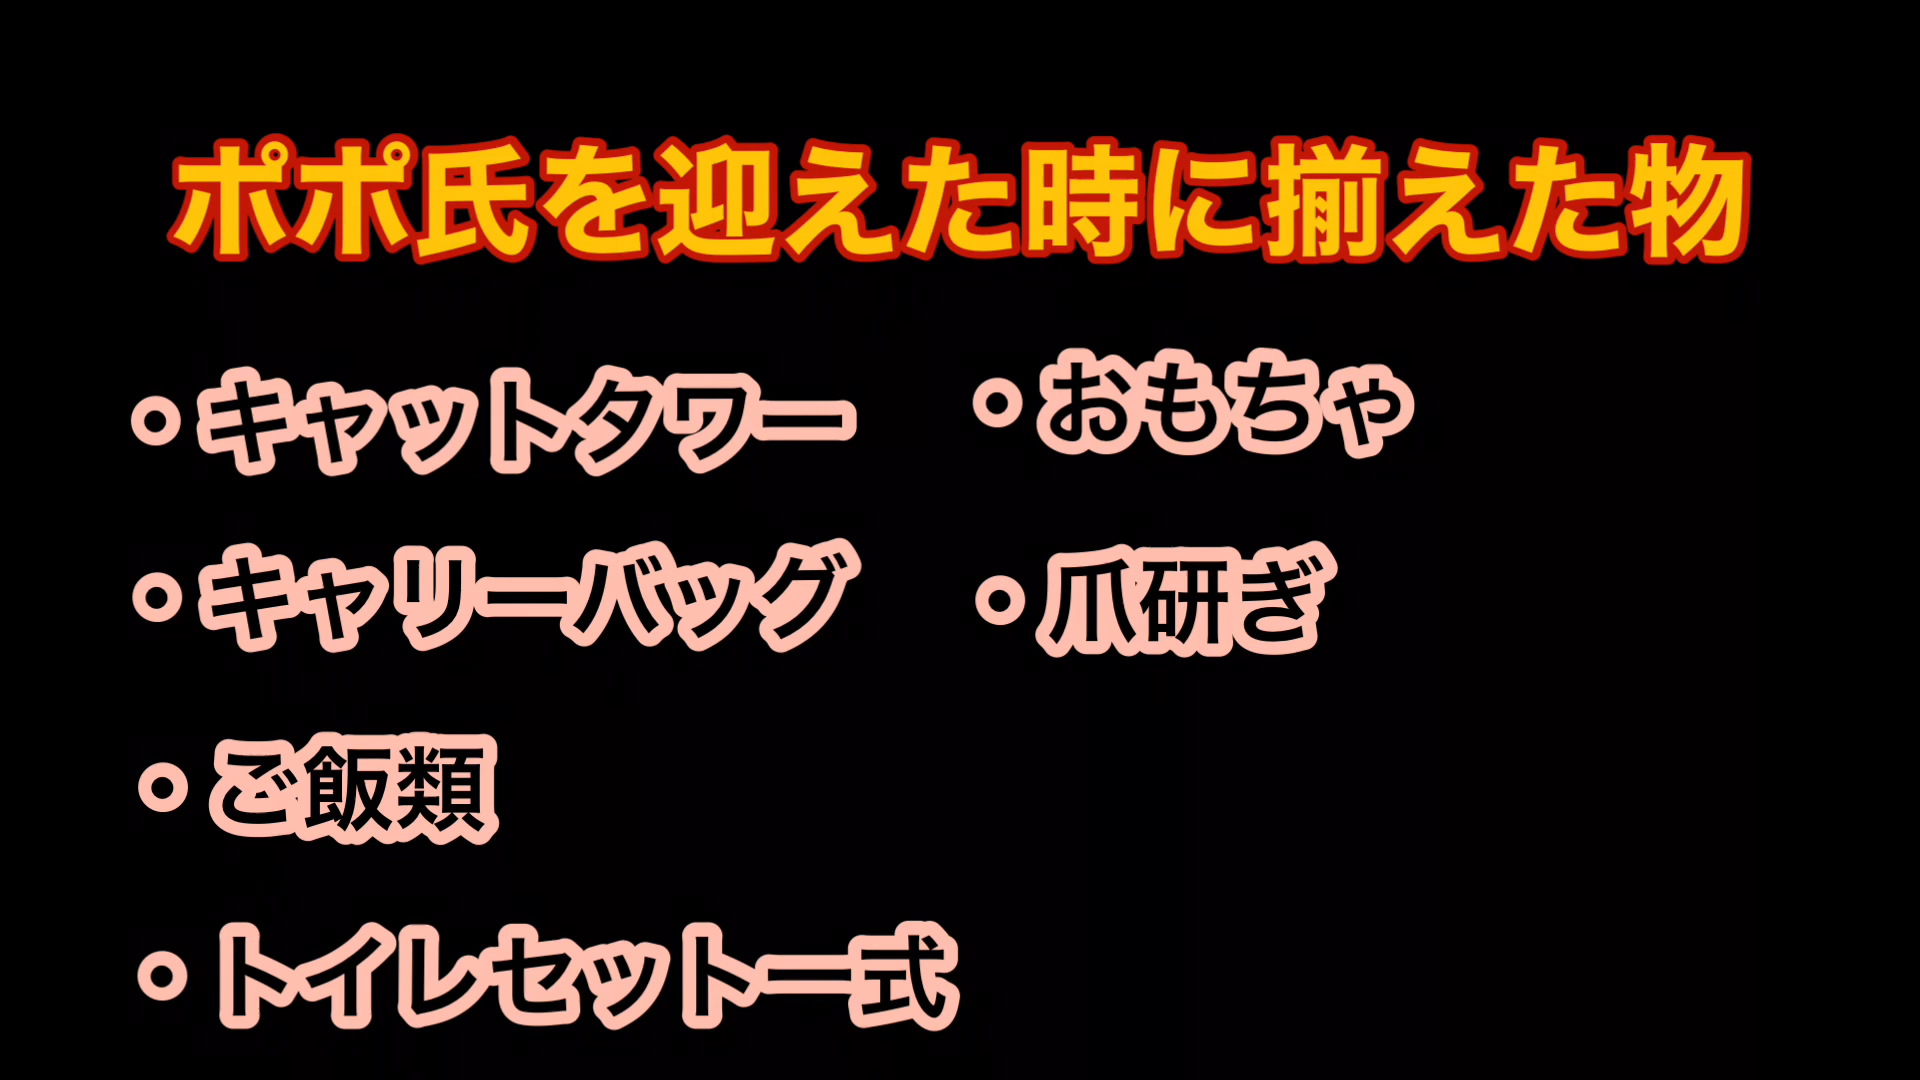 ポポ氏を迎えた時に揃えた物
⚪︎キャットタワー
⚪︎キャリーバッグ
⚪︎ご飯類
⚪︎トイレセット一式
⚪︎おもちゃ
⚪︎爪研ぎ